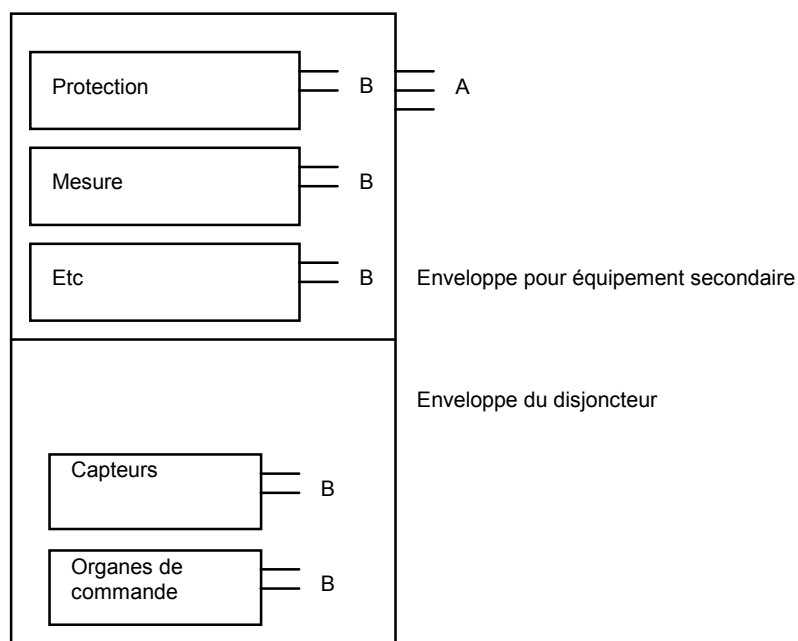 Protection
B
A
Mesure
B
Etc
B
Enveloppe pour équipement secondaire
Enveloppe du disjoncteur
Capteurs
B
Organes de
commande
B